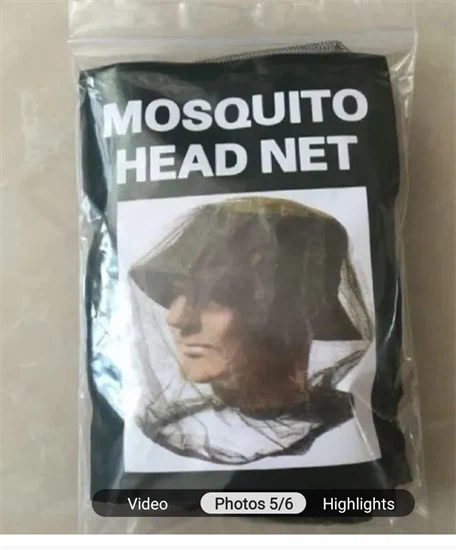 MOSQUITO
HEAD NET
Video
Photos 5/6
Highlights